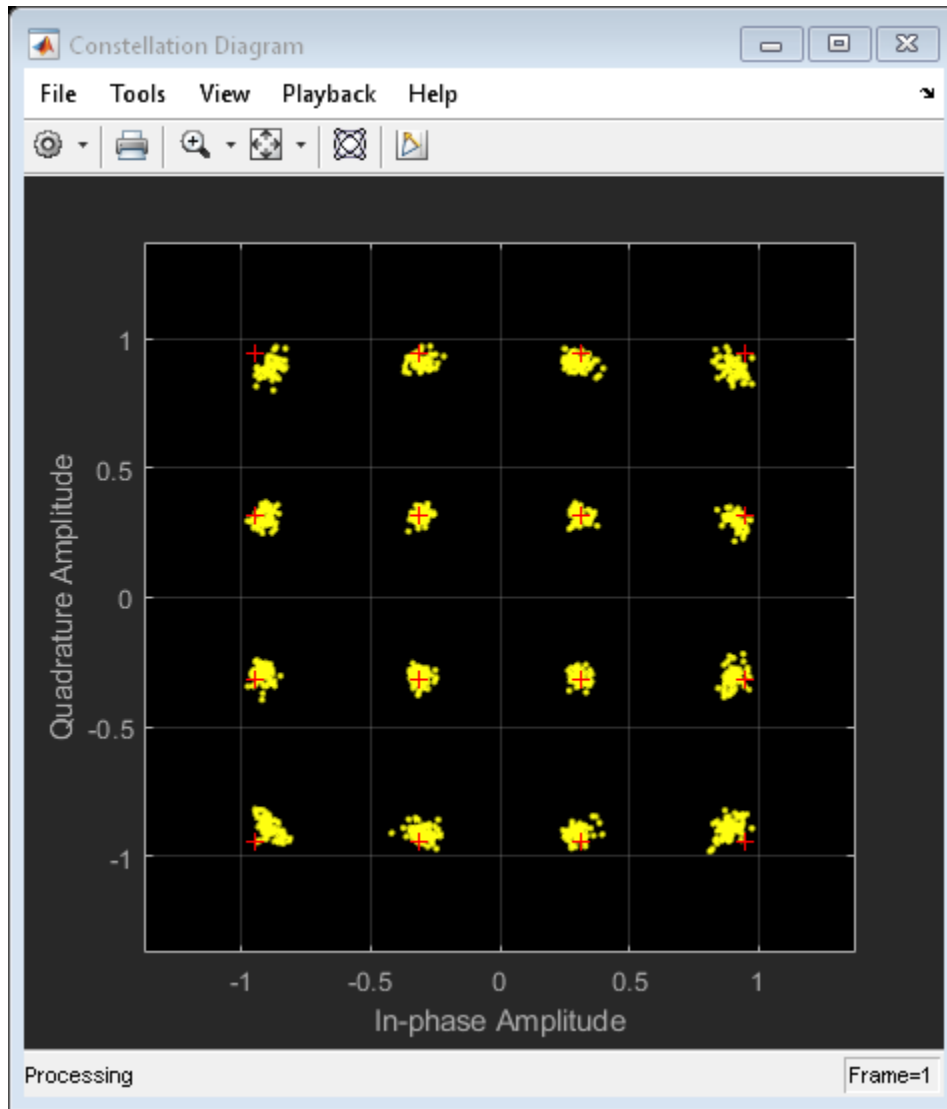 Constellation Diagram
File Tools View Playback Help
1
0.5
0
-0.5
-1
Quadrature Amplitude
-1 -0.5 0 0.5 1
In-phase Amplitude
Processing Frame=1